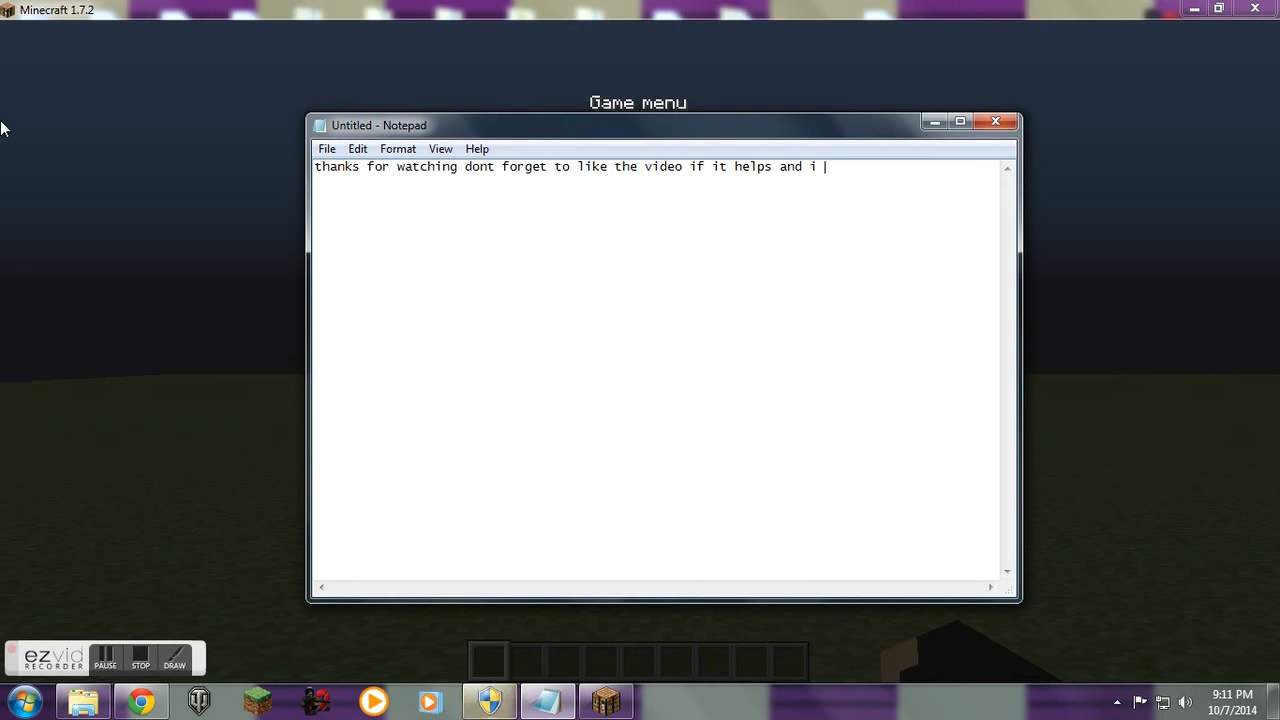 Minecraft 1.7.2
Game menu
Untitled - Notepad
File Edit Format View Help
thanks for watching dont forget to like the video if it helps and i
ezvid
RECORDER
PAUSE STOP DRAW
9:11 PM
10/7/2014